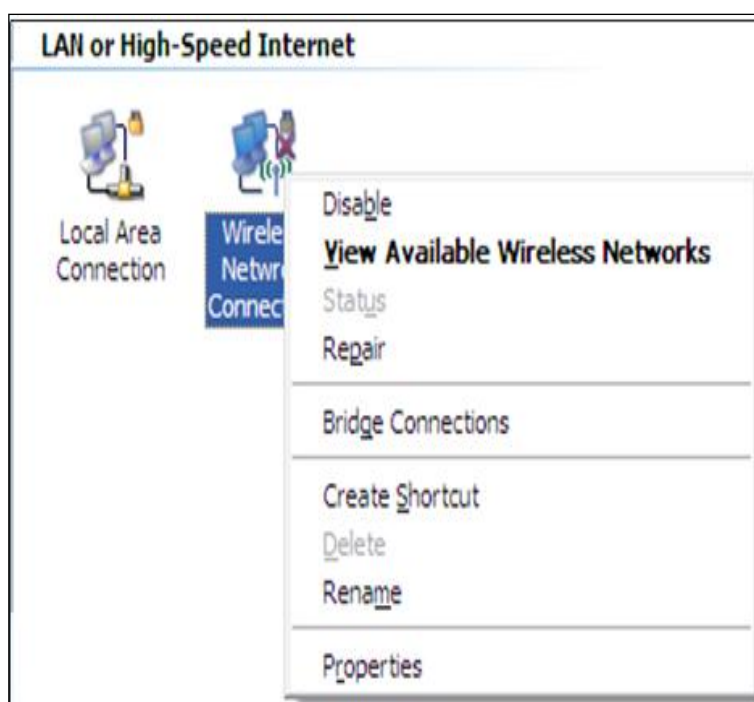 LAN or High-Speed Internet
Local Area
Connection
Wirele
Netwr
Connec
Disable
View Available Wireless Networks
Status
Repair
Bridge Connections
Create Shortcut
Delete
Rename
Properties